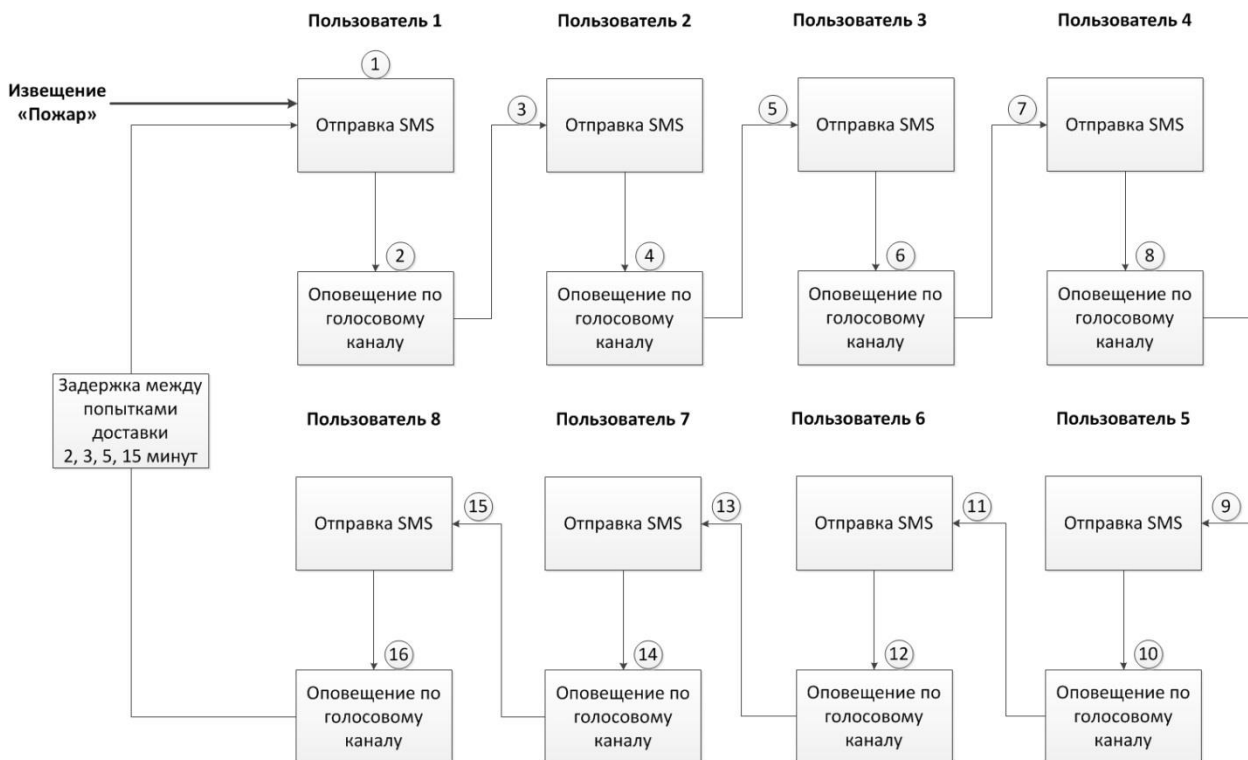 Пользователь 1
Пользователь 2
Пользователь 3
Пользователь 4
Извещение
«Пожар»
1
Отправка SMS
3
Отправка SMS
5
Отправка SMS
7
Отправка SMS
2
Оповещение по
голосовому
каналу
4
Оповещение по
голосовому
каналу
6
Оповещение по
голосовому
каналу
8
Оповещение по
голосовому
каналу
Задержка между
попытками
доставки
2, 3, 5, 15 минут
Пользователь 8
Пользователь 7
Пользователь 6
Пользователь 5
Отправка SMS
15
Отправка SMS
13
Отправка SMS
11
Отправка SMS
9
16
Оповещение по
голосовому
каналу
14
Оповещение по
голосовому
каналу
12
Оповещение по
голосовому
каналу
10
Оповещение по
голосовому
каналу